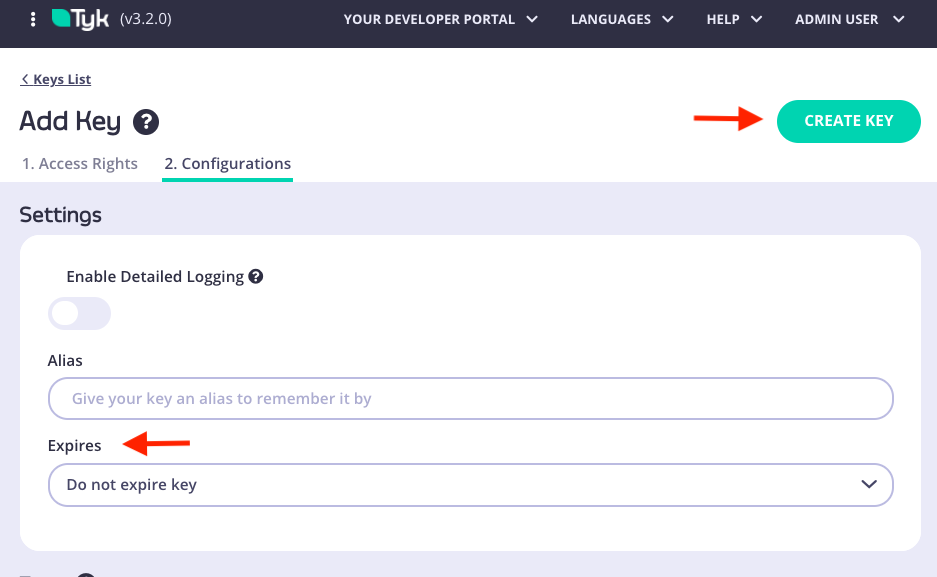 Tyk (v3.2.0) YOUR DEVELOPER PORTAL LANGUAGES HELP ADMIN USER
< Keys List
Add Key ?
CREATE KEY
1. Access Rights 2. Configurations
Settings
Enable Detailed Logging ?
Alias
Give your key an alias to remember it by
Expires
Do not expire key